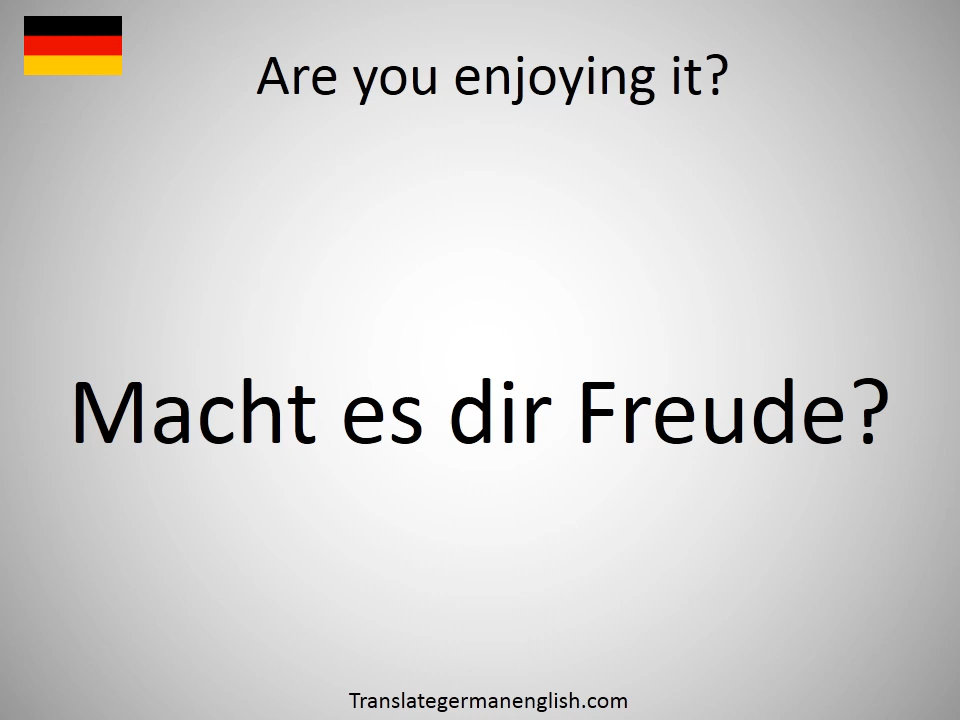 Are you enjoying it?
Macht es dir Freude?
Translategermanenglish.com